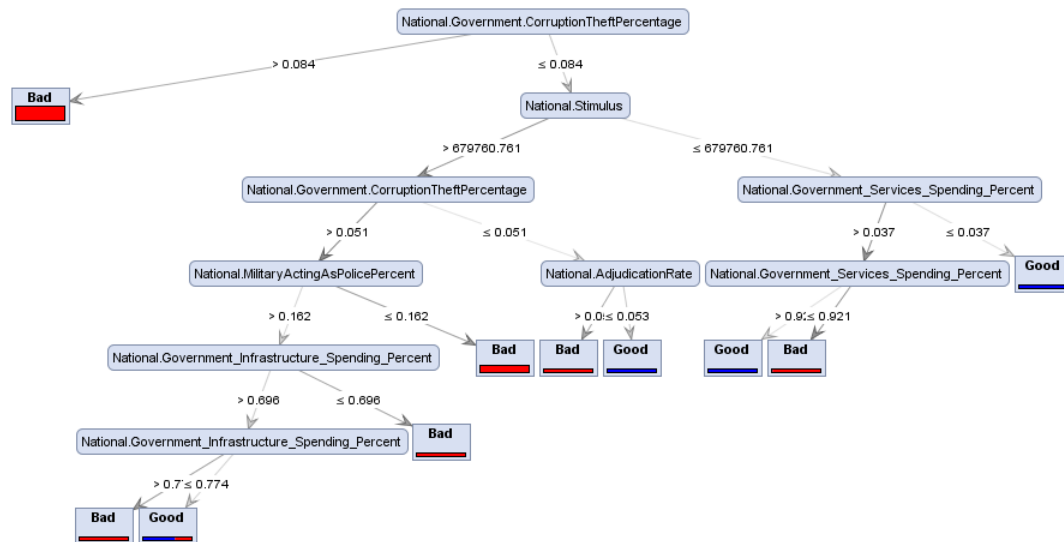 National.Government.CorruptionTheftPercentage
> 0.084
≤ 0.084
Bad
National.Stimulus
> 679760.761
≤ 679760.761
National.Government.CorruptionTheftPercentage
National.Government_Services_Spending_Percent
> 0.051
≤ 0.051
> 0.037
≤ 0.037
National.MilitaryActingAsPolicePercent
National.AdjudicationRate
National.Government_Services_Spending_Percent
Good
> 0.162
≤ 0.162
≤ 0.053
≤ 0.921
National.Government_Infrastructure_Spending_Percent
Bad
Bad
Good
Good
Bad
> 0.696
≤ 0.696
National.Government_Infrastructure_Spending_Percent
Bad
≤ 0.774
Bad
Good